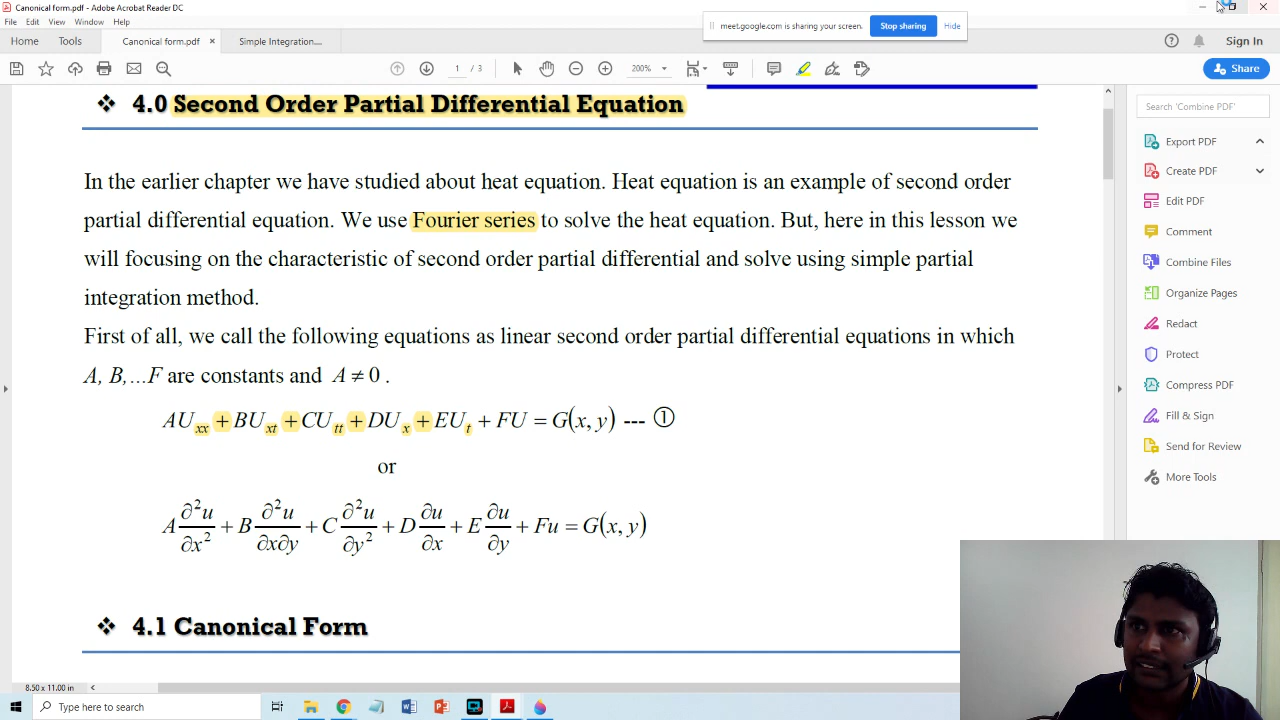 Canonical form.pdf - Adobe Acrobat Reader DC
File Edit View Window Help
meet.google.com is sharing your screen. Stop sharing Hide
Home Tools Canonical form.pdf × Simple Integration... Sign In
1 / 3 200% Share
❖ 4.0 Second Order Partial Differential Equation
In the earlier chapter we have studied about heat equation. Heat equation is an example of second order
partial differential equation. We use Fourier series to solve the heat equation. But, here in this lesson we
will focusing on the characteristic of second order partial differential and solve using simple partial
integration method.
First of all, we call the following equations as linear second order partial differential equations in which
A, B,...F are constants and A ≠ 0 .
AU_xx + BU_xt + CU_tt + DU_x + EU_t + FU = G(x, y) --- ①
or
A ∂²u/∂x² + B ∂²u/∂x∂y + C ∂²u/∂y² + D ∂u/∂x + E ∂u/∂y + Fu = G(x, y)
❖ 4.1 Canonical Form
8.50 x 11.00 in
Search 'Combine PDF'
Export PDF
Create PDF
Edit PDF
Comment
Combine Files
Organize Pages
Redact
Protect
Compress PDF
Fill & Sign
Send for Review
More Tools
Type here to search